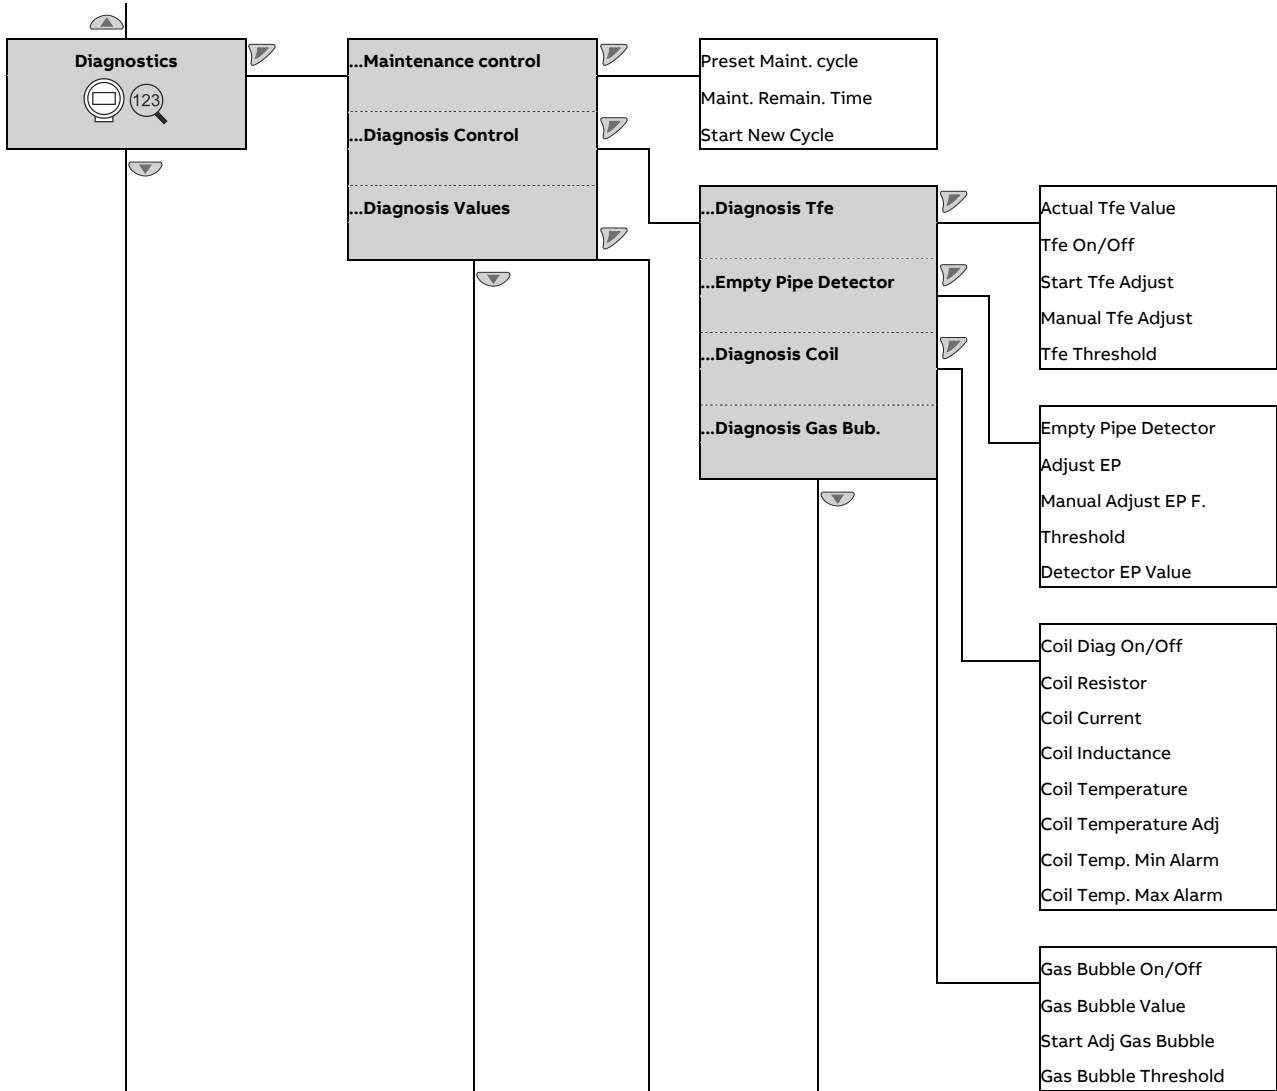 Diagnostics
123
...Maintenance control
...Diagnosis Control
...Diagnosis Values
Preset Maint. cycle
Maint. Remain. Time
Start New Cycle
...Diagnosis Tfe
...Empty Pipe Detector
...Diagnosis Coil
...Diagnosis Gas Bub.
Actual Tfe Value
Tfe On/Off
Start Tfe Adjust
Manual Tfe Adjust
Tfe Threshold
Empty Pipe Detector
Adjust EP
Manual Adjust EP F.
Threshold
Detector EP Value
Coil Diag On/Off
Coil Resistor
Coil Current
Coil Inductance
Coil Temperature
Coil Temperature Adj
Coil Temp. Min Alarm
Coil Temp. Max Alarm
Gas Bubble On/Off
Gas Bubble Value
Start Adj Gas Bubble
Gas Bubble Threshold